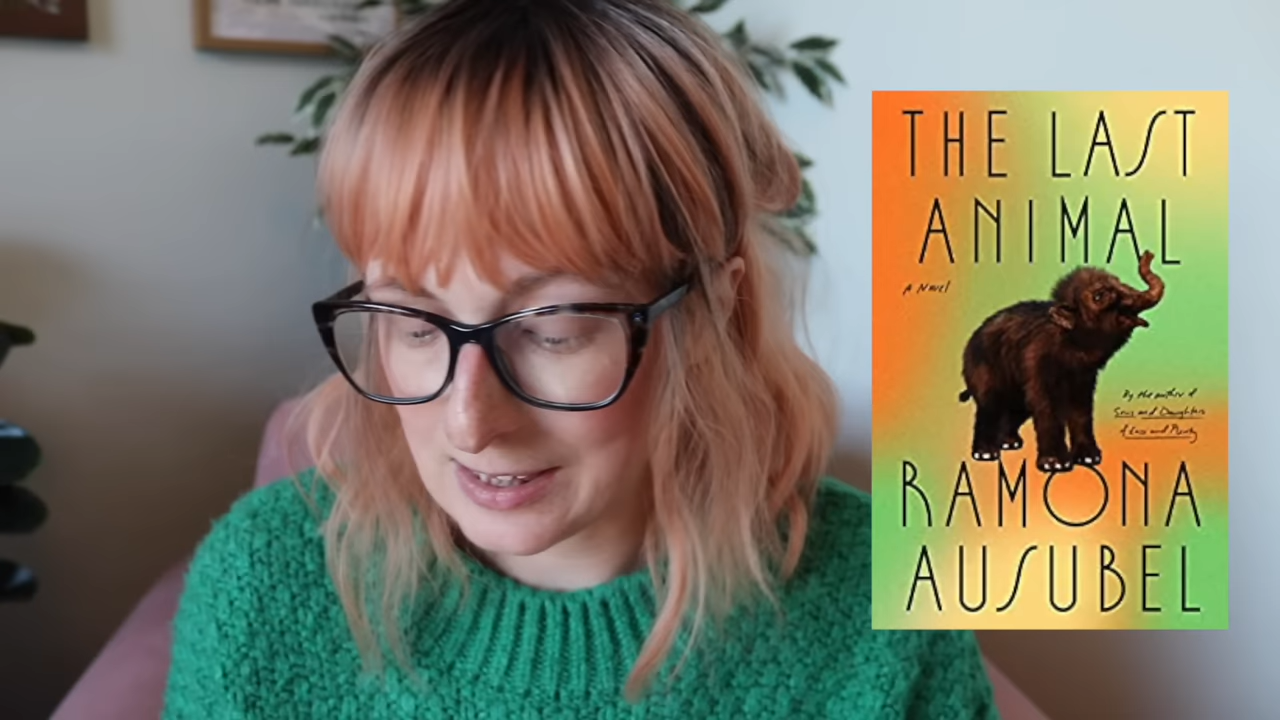 THE LAST
ANIMAL
A Novel
By the author of
Sons and Daughters
of Ease and Plenty
RAMONA
AUSUBEL